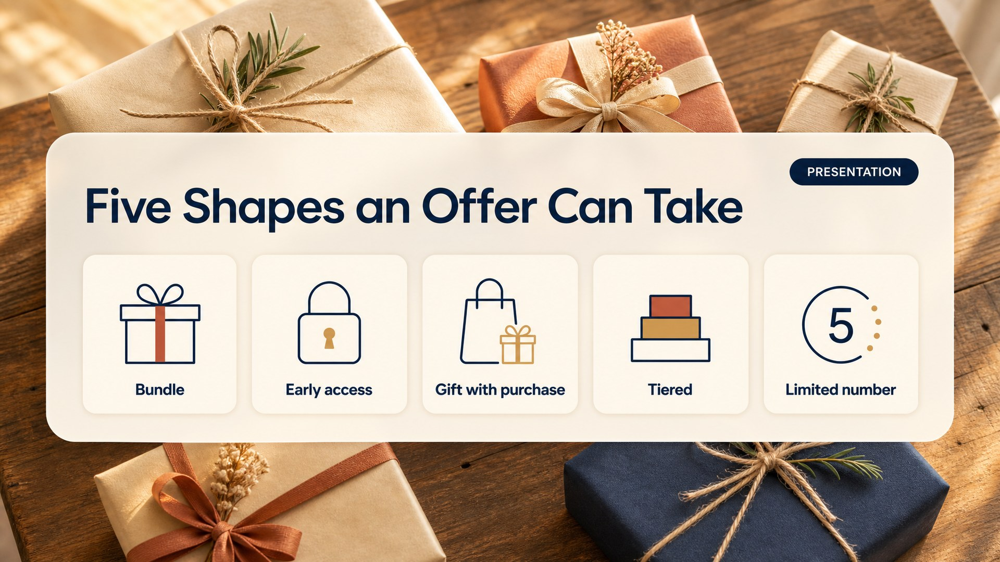 PRESENTATION
Five Shapes an Offer Can Take
5
Bundle
Early access
Gift with purchase
Tiered
Limited number